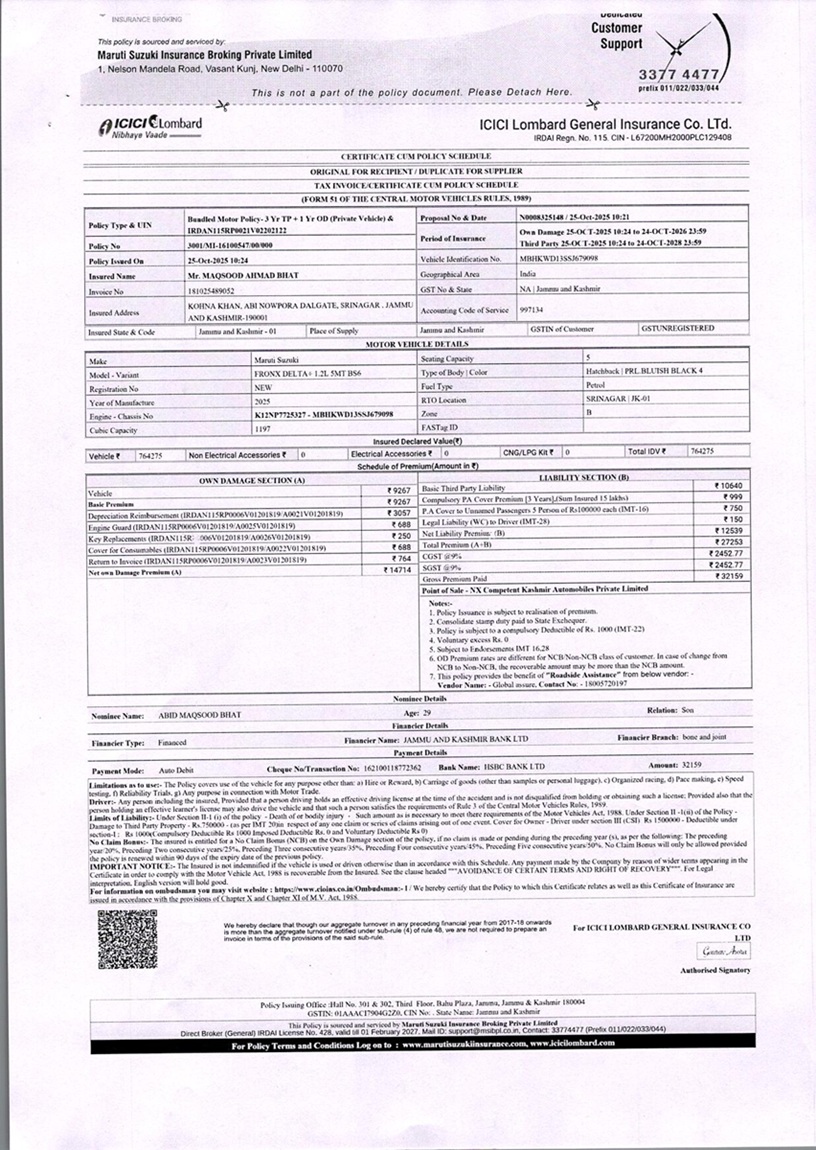 INSURANCE BROKING
This policy is sourced and serviced by:
Maruti Suzuki Insurance Broking Private Limited
1, Nelson Mandela Road, Vasant Kunj, New Delhi - 110070
Dedicated
Customer
Support
3377 4477
prefix 011/022/033/044
This is not a part of the policy document. Please Detach Here.
ICICI Lombard
Nibhaye Vaade
ICICI Lombard General Insurance Co. Ltd.
IRDAI Regn. No. 115. CIN - L67200MH2000PLC129408
CERTIFICATE CUM POLICY SCHEDULE
ORIGINAL FOR RECIPIENT / DUPLICATE FOR SUPPLIER
TAX INVOICE/CERTIFICATE CUM POLICY SCHEDULE
(FORM 51 OF THE CENTRAL MOTOR VEHICLES RULES, 1989)
Policy Type & UIN Bundled Motor Policy- 3 Yr TP + 1 Yr OD (Private Vehicle) & IRDAN115RP0021V02202122
Proposal No & Date N0008325148 / 25-Oct-2025 10:21
Policy No 3001/MI-16100547/00/000
Period of Insurance Own Damage 25-OCT-2025 10:24 to 24-OCT-2026 23:59
Third Party 25-OCT-2025 10:24 to 24-OCT-2028 23:59
Policy Issued On 25-Oct-2025 10:24
Vehicle Identification No. MBHKWD13SSJ679098
Insured Name Mr. MAQSOOD AHMAD BHAT
Geographical Area India
Invoice No 181025489052
GST No & State NA | Jammu and Kashmir
Insured Address KOHNA KHAN, ABI NOWPORA DALGATE, SRINAGAR , JAMMU AND KASHMIR-190001
Accounting Code of Service 997134
Insured State & Code Jammu and Kashmir - 01 Place of Supply Jammu and Kashmir GSTIN of Customer GSTUNREGISTERED
MOTOR VEHICLE DETAILS
Make Maruti Suzuki Seating Capacity 5
Model - Variant FRONX DELTA+ 1.2L 5MT BS6 Type of Body | Color Hatchback | PRL BLUISH BLACK 4
Registration No NEW Fuel Type Petrol
Year of Manufacture 2025 RTO Location SRINAGAR | JK-01
Engine - Chassis No K12NP7725327 - MBHKWD13SSJ679098 Zone B
Cubic Capacity 1197 FASTag ID
Insured Declared Value(₹)
Vehicle ₹ 764275 Non Electrical Accessories ₹ 0 Electrical Accessories ₹ 0 CNG/LPG Kit ₹ 0 Total IDV ₹ 764275
Schedule of Premium(Amount in ₹)
OWN DAMAGE SECTION (A)
Vehicle ₹ 9267
Basic Premium ₹ 9267
Depreciation Reimbursement (IRDAN115RP0006V01201819/A0021V01201819) ₹ 3057
Engine Guard (IRDAN115RP0006V01201819/A0025V01201819) ₹ 688
Key Replacements (IRDAN115R 006V01201819/A0026V01201819) ₹ 250
Cover for Consumables (IRDAN115RP0006V01201819/A0022V01201819) ₹ 688
Return to Invoice (IRDAN115RP0006V01201819/A0023V01201819) ₹ 764
Net own Damage Premium (A) ₹ 14714
LIABILITY SECTION (B)
Basic Third Party Liability ₹ 10640
Compulsory PA Cover Premium [3 Years],(Sum Insured 15 lakhs) ₹ 999
P.A Cover to Unnamed Passengers 5 Person of Rs100000 each (IMT-16) ₹ 750
Legal Liability (WC) to Driver (IMT-28) ₹ 150
Net Liability Premium (B) ₹ 12539
Total Premium (A+B) ₹ 27253
CGST @9% ₹ 2452.77
SGST @9% ₹ 2452.77
Gross Premium Paid ₹ 32159
Point of Sale - NX Competent Kashmir Automobiles Private Limited
Notes:-
1. Policy Issuance is subject to realisation of premium.
2. Consolidate stamp duty paid to State Exchequer.
3. Policy is subject to a compulsory Deductible of Rs. 1000 (IMT-22)
4. Voluntary excess Rs. 0
5. Subject to Endorsements IMT 16,28
6. OD Premium rates are different for NCB/Non-NCB class of customer. In case of change from
NCB to Non-NCB, the recoverable amount may be more than the NCB amount.
7. This policy provides the benefit of "Roadside Assistance" from below vendor: -
Vendor Name: - Global assure, Contact No: - 18005720197
Nominee Details
Nominee Name: ABID MAQSOOD BHAT Age: 29 Relation: Son
Financier Details
Financier Type: Financed Financier Name: JAMMU AND KASHMIR BANK LTD Financier Branch: bone and joint
Payment Details
Payment Mode: Auto Debit Cheque No/Transaction No: 162100118772362 Bank Name: HSBC BANK LTD Amount: 32159
Limitations as to use:- The Policy covers use of the vehicle for any purpose other than: a) Hire or Reward, b) Carriage of goods (other than samples or personal luggage), c) Organized racing, d) Pace making, e) Speed
testing, f) Reliability Trials, g) Any purpose in connection with Motor Trade.
Driver:- Any person including the insured, Provided that a person driving holds an effective driving license at the time of the accident and is not disqualified from holding or obtaining such a license; Provided also that the
person holding an effective learner's license may also drive the vehicle and that such a person satisfies the requirements of Rule 3 of the Central Motor Vehicles Rules, 1989.
Limits of Liability:- Under Section II-1 (i) of the policy - Death of or bodily injury - Such amount as is necessary to meet there requirements of the Motor Vehicles Act, 1988. Under Section II -1(ii) of the Policy -
Damage to Third Party Property - Rs.750000 - (as per IMT 20)in respect of any one claim or series of claims arising out of one event. Cover for Owner - Driver under section III (CSI) Rs 1500000 - Deductible under
section-I : Rs 1000(Compulsory Deductible Rs 1000 Imposed Deductible Rs. 0 and Voluntary Deductible Rs 0)
No Claim Bonus:- The insured is entitled for a No Claim Bonus (NCB) on the Own Damage section of the policy, if no claim is made or pending during the preceding year (s), as per the following: The preceding
year/20%, Preceding Two consecutive years/25%, Preceding Three consecutive years/35%, Preceding Four consecutive years/45%, Preceding Five consecutive years/50%. No Claim Bonus will only be allowed provided
the policy is renewed within 90 days of the expiry date of the previous policy.
IMPORTANT NOTICE:- The Insured is not indemnified if the vehicle is used or driven otherwise than in accordance with this Schedule. Any payment made by the Company by reason of wider terms appearing in the
Certificate in order to comply with the Motor Vehicle Act, 1988 is recoverable from the Insured. See the clause headed """AVOIDANCE OF CERTAIN TERMS AND RIGHT OF RECOVERY""". For Legal
interpretation, English version will hold good.
For information on ombudsman you may visit website : https://www.cioins.co.in/Ombudsman:- I / We hereby certify that the Policy to which this Certificate relates as well as this Certificate of Insurance are
issued in accordance with the provisions of Chapter X and Chapter XI of M.V. Act, 1988.
We hereby declare that though our aggregate turnover in any preceding financial year from 2017-18 onwards
is more than the aggregate turnover notified under sub-rule (4) of rule 48, we are not required to prepare an
invoice in terms of the provisions of the said sub-rule.
For ICICI LOMBARD GENERAL INSURANCE CO
LTD
Authorised Signatory
Policy Issuing Office :Hall No. 301 & 302, Third Floor, Bahu Plaza, Jammu, Jammu & Kashmir 180004
GSTIN: 01AAACI7904G2Z0, CIN No: . State Name: Jammu and Kashmir
This Policy is sourced and serviced by Maruti Suzuki Insurance Broking Private Limited
Direct Broker (General) IRDAI License No. 428, valid till 01 February 2027, Mail ID: support@msibpl.co.in, Contact: 33774477 (Prefix 011/022/033/044)
For Policy Terms and Conditions Log on to : www.marutisuzukiinsurance.com, www.icicilombard.com